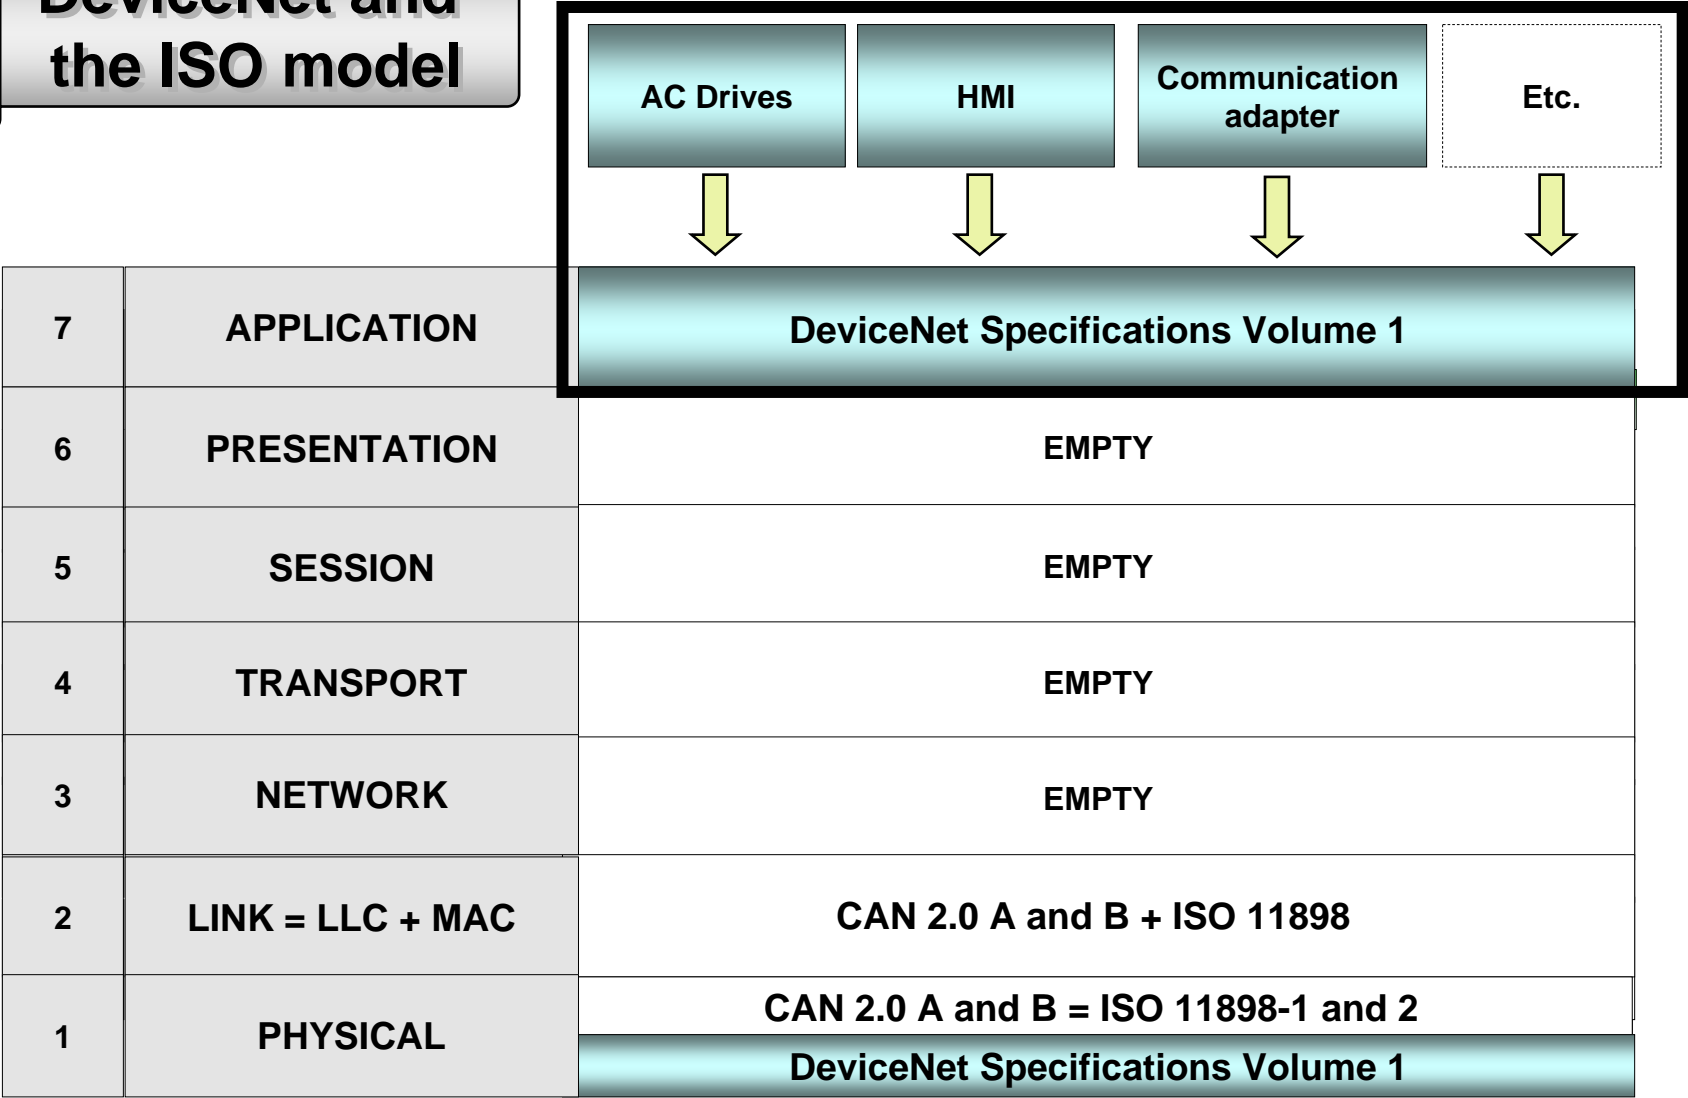 DeviceNet and
the ISO model
AC Drives
HMI
Communication
adapter
Etc.
7
APPLICATION
DeviceNet Specifications Volume 1
6
PRESENTATION
EMPTY
5
SESSION
EMPTY
4
TRANSPORT
EMPTY
3
NETWORK
EMPTY
2
LINK = LLC + MAC
CAN 2.0 A and B + ISO 11898
1
PHYSICAL
CAN 2.0 A and B = ISO 11898-1 and 2
DeviceNet Specifications Volume 1